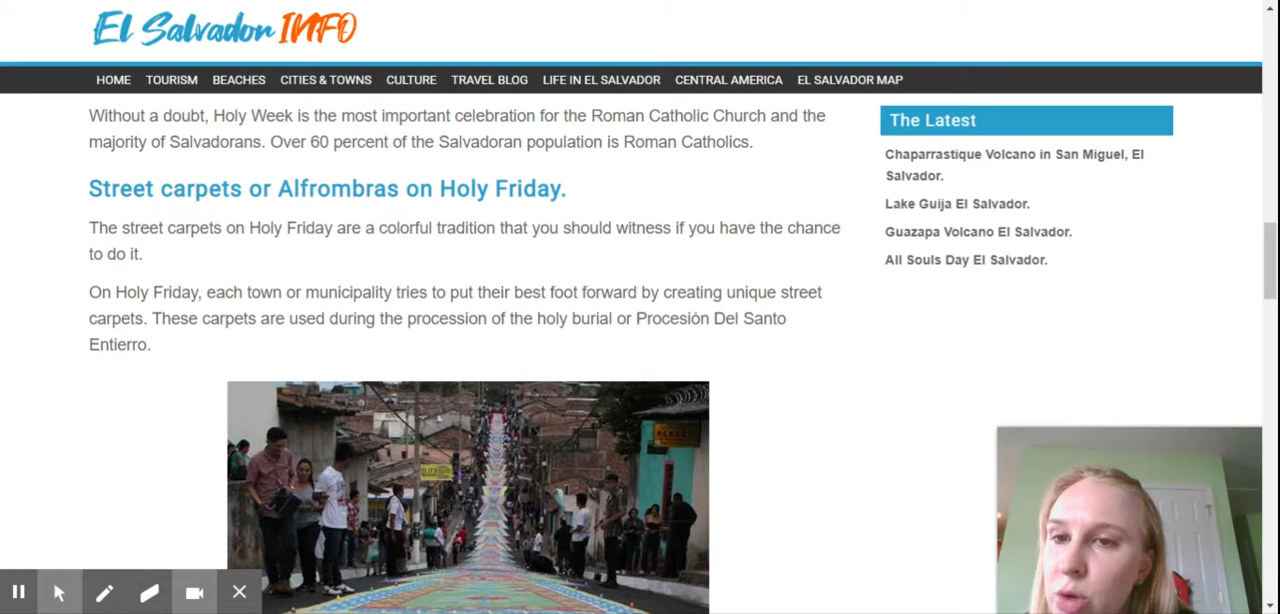 El Salvador INFO
HOME TOURISM BEACHES CITIES & TOWNS CULTURE TRAVEL BLOG LIFE IN EL SALVADOR CENTRAL AMERICA EL SALVADOR MAP
Without a doubt, Holy Week is the most important celebration for the Roman Catholic Church and the
majority of Salvadorans. Over 60 percent of the Salvadoran population is Roman Catholics.
Street carpets or Alfrombras on Holy Friday.
The street carpets on Holy Friday are a colorful tradition that you should witness if you have the chance
to do it.
On Holy Friday, each town or municipality tries to put their best foot forward by creating unique street
carpets. These carpets are used during the procession of the holy burial or Procesión Del Santo
Entierro.
The Latest
Chaparrastique Volcano in San Miguel, El
Salvador.
Lake Guija El Salvador.
Guazapa Volcano El Salvador.
All Souls Day El Salvador.